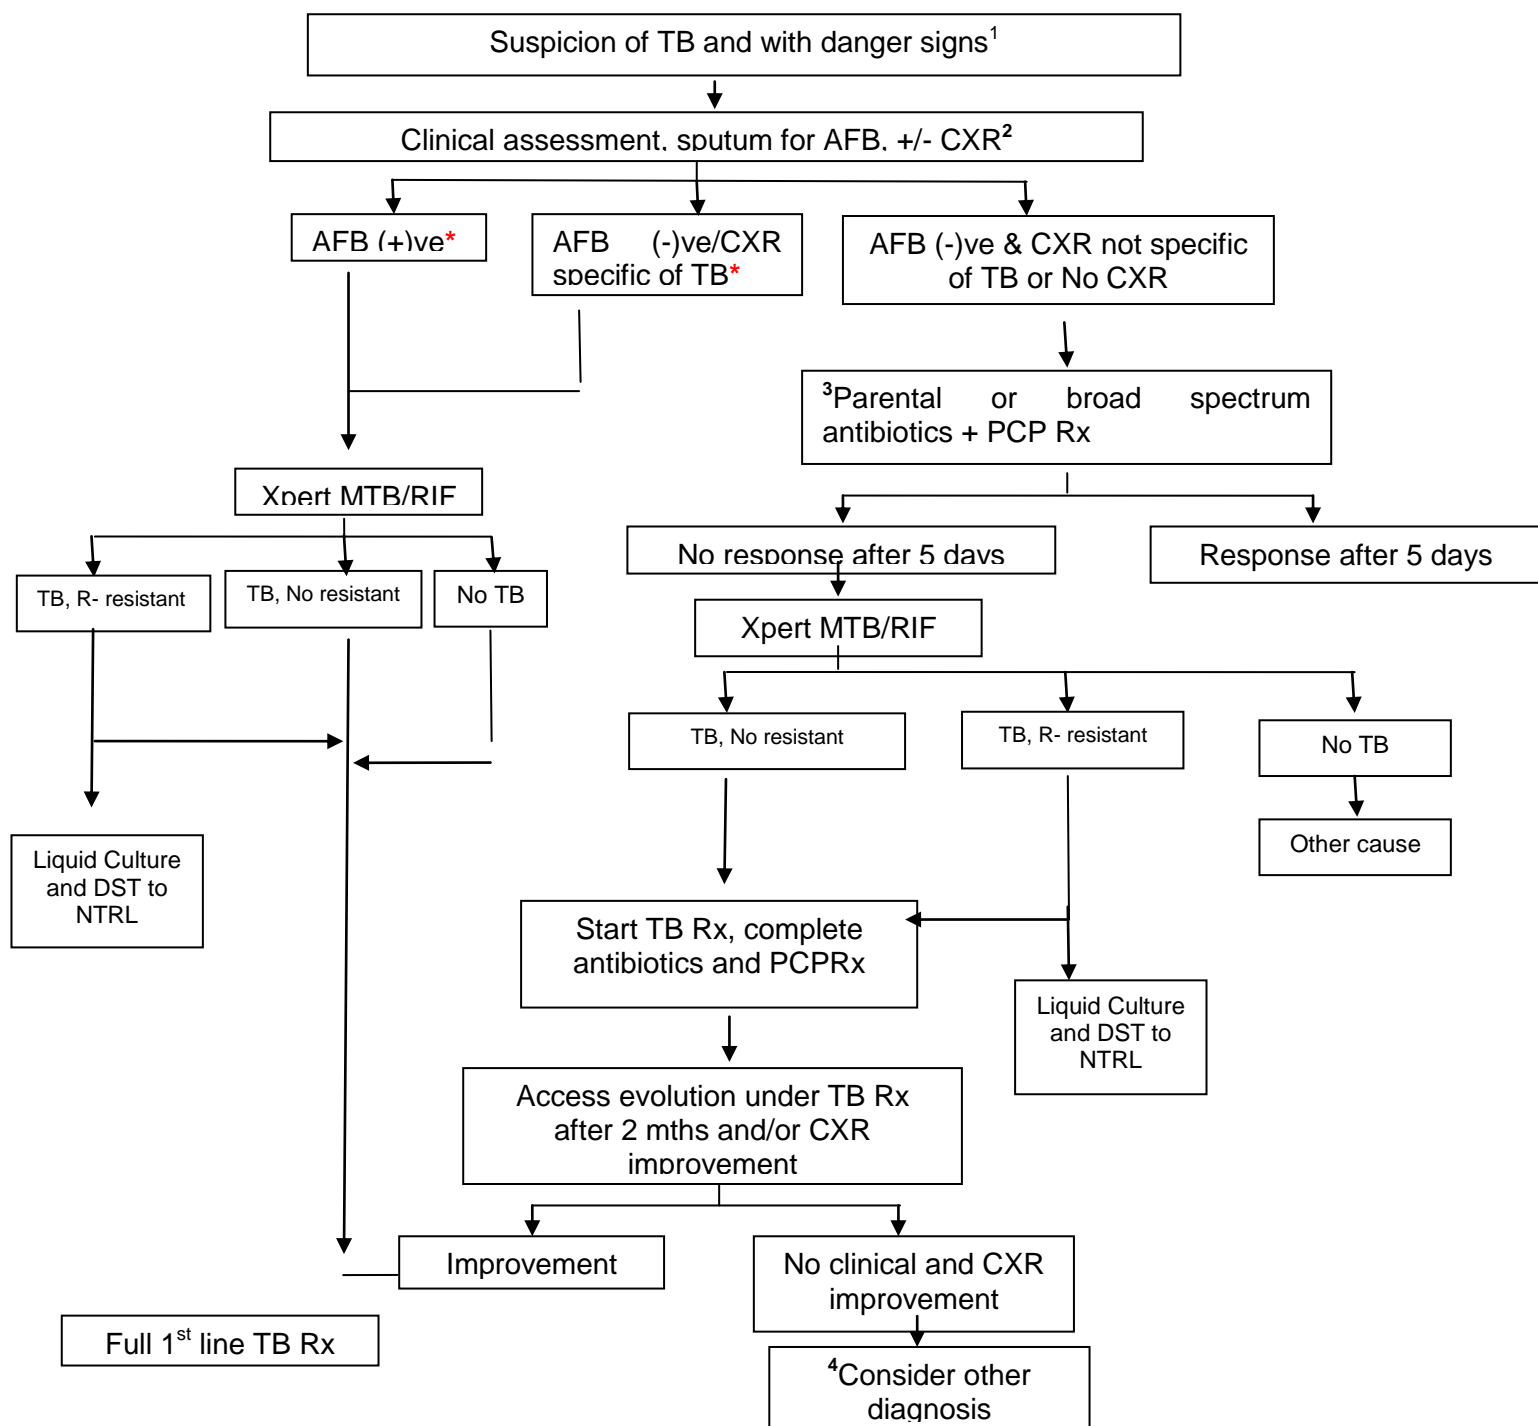 Suspicion of TB and with danger signs¹
Clinical assessment, sputum for AFB, +/- CXR²
AFB (+)ve*
AFB (-)ve/CXR
specific of TB*
AFB (-)ve & CXR not specific
of TB or No CXR
³Parental or broad spectrum
antibiotics + PCP Rx
Xpert MTB/RIF
No response after 5 days
Response after 5 days
TB, R- resistant
TB, No resistant
No TB
Xpert MTB/RIF
TB, No resistant
TB, R- resistant
No TB
Other cause
Liquid Culture
and DST to
NTRL
Start TB Rx, complete
antibiotics and PCPRx
Liquid Culture
and DST to
NTRL
Access evolution under TB Rx
after 2 mths and/or CXR
improvement
Improvement
No clinical and CXR
improvement
Full 1st line TB Rx
⁴Consider other
diagnosis